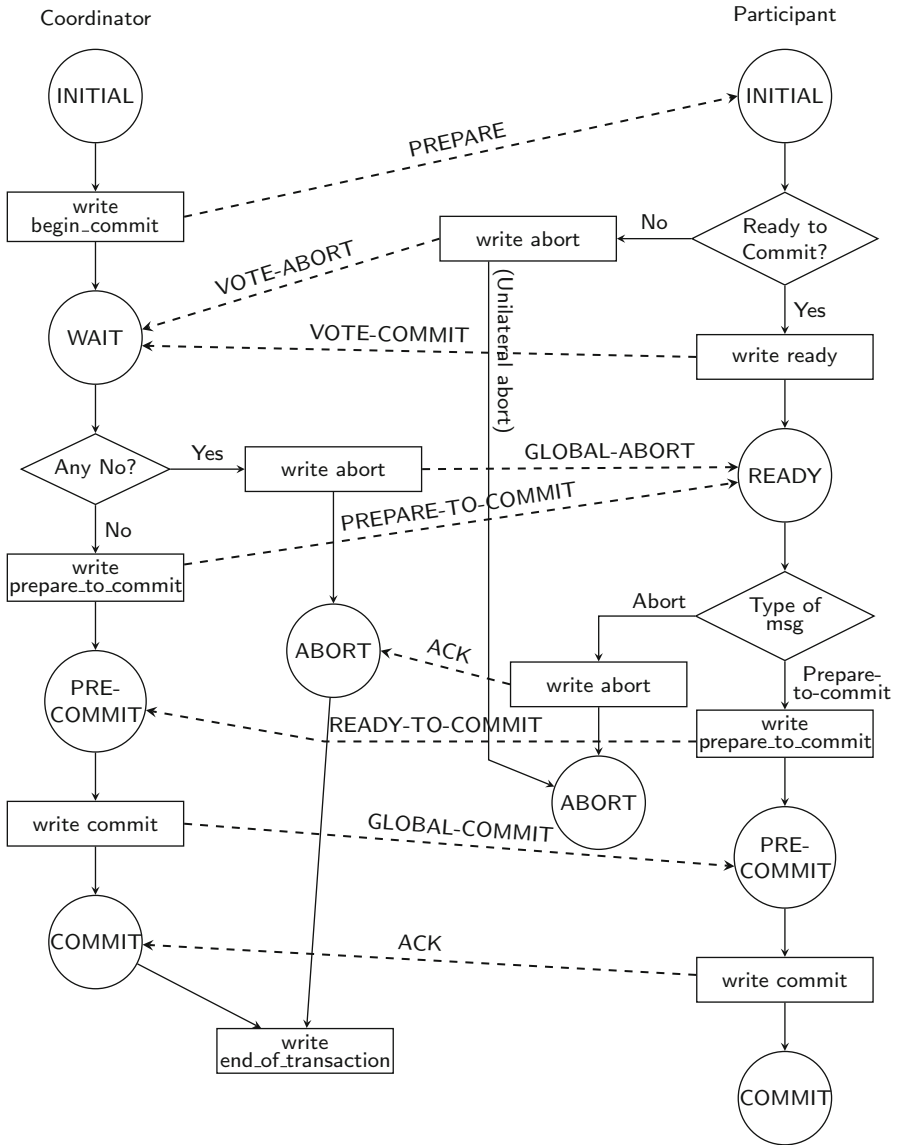 Coordinator
Participant
INITIAL
INITIAL
PREPARE
write
begin_commit
write abort
No
Ready to
Commit?
VOTE-ABORT
(Unilateral abort)
Yes
WAIT
VOTE-COMMIT
write ready
Any No?
Yes
write abort
GLOBAL-ABORT
READY
No
PREPARE-TO-COMMIT
write
prepare_to_commit
Abort
Type of
msg
ABORT
ACK
write abort
Prepare-
to-commit
PRE-
COMMIT
READY-TO-COMMIT
write
prepare_to_commit
ABORT
write commit
GLOBAL-COMMIT
PRE-
COMMIT
COMMIT
ACK
write commit
write
end_of_transaction
COMMIT